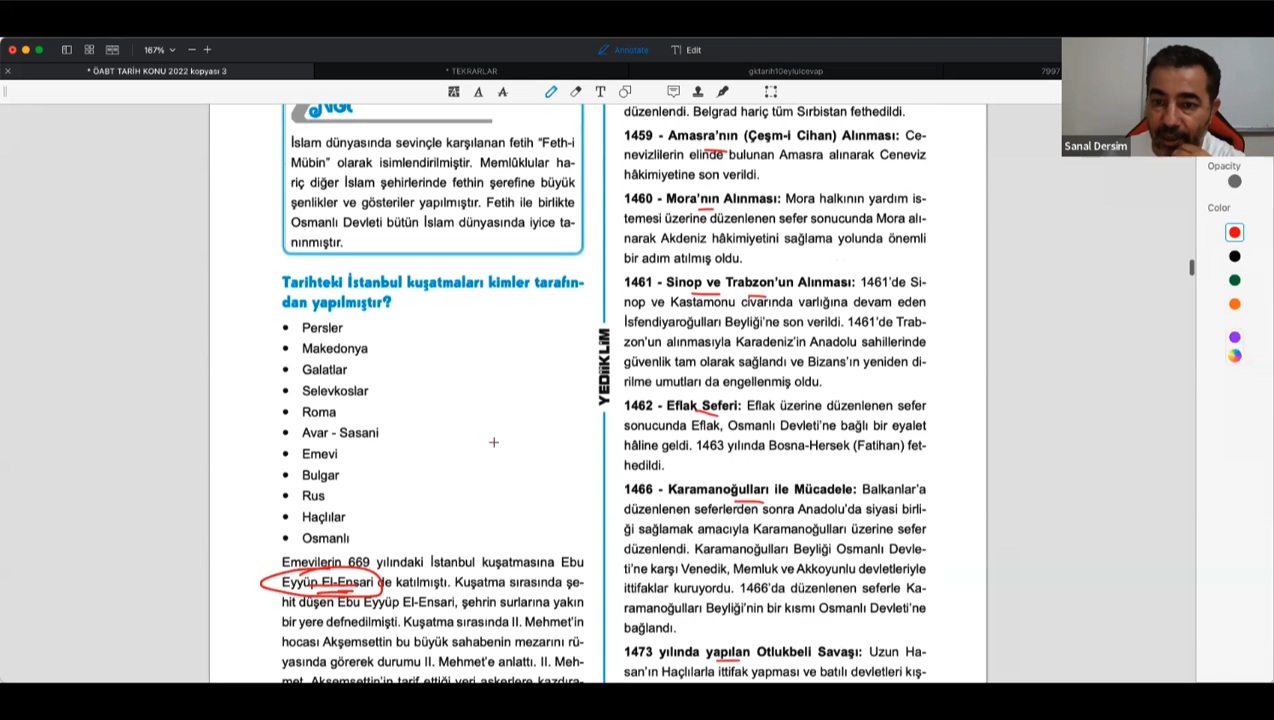 167%
Annotate
Edit
* ÖABT TARİH KONU 2022 kopyası 3
* TEKRARLAR
gktarih10eylulcevap
7997
Sanal Dersim
Opacity
Color
Not
İslam dünyasında sevinçle karşılanan fetih “Feth-i
Mübin” olarak isimlendirilmiştir. Memlûklular ha-
riç diğer İslam şehirlerinde fethin şerefine büyük
şenlikler ve gösteriler yapılmıştır. Fetih ile birlikte
Osmanlı Devleti bütün İslam dünyasında iyice ta-
nınmıştır.
Tarihteki İstanbul kuşatmaları kimler tarafın-
dan yapılmıştır?
• Persler
• Makedonya
• Galatlar
• Selevkoslar
• Roma
• Avar - Sasani
• Emevi
• Bulgar
• Rus
• Haçlılar
• Osmanlı
Emevilerin 669 yılındaki İstanbul kuşatmasına Ebu
Eyyüp El-Ensari de katılmıştı. Kuşatma sırasında şe-
hit düşen Ebu Eyyüp El-Ensari, şehrin surlarına yakın
bir yere defnedilmişti. Kuşatma sırasında II. Mehmet’in
hocası Akşemsettin bu büyük sahabenin mezarını rü-
yasında görerek durumu II. Mehmet’e anlattı. II. Meh-
met, Akşemsettin’in tarif ettiği yeri askerlere kazdıra-
YEDİİKLİM
düzenlendi. Belgrad hariç tüm Sırbistan fethedildi.
1459 - Amasra’nın (Çeşm-i Cihan) Alınması: Ce-
nevizlilerin elinde bulunan Amasra alınarak Ceneviz
hâkimiyetine son verildi.
1460 - Mora’nın Alınması: Mora halkının yardım is-
temesi üzerine düzenlenen sefer sonucunda Mora alı-
narak Akdeniz hâkimiyetini sağlama yolunda önemli
bir adım atılmış oldu.
1461 - Sinop ve Trabzon’un Alınması: 1461’de Si-
nop ve Kastamonu civarında varlığına devam eden
İsfendiyaroğulları Beyliği’ne son verildi. 1461’de Trab-
zon’un alınmasıyla Karadeniz’in Anadolu sahillerinde
güvenlik tam olarak sağlandı ve Bizans’ın yeniden di-
rilme umutları da engellenmiş oldu.
1462 - Eflak Seferi: Eflak üzerine düzenlenen sefer
sonucunda Eflak, Osmanlı Devleti’ne bağlı bir eyalet
hâline geldi. 1463 yılında Bosna-Hersek (Fatihan) fet-
hedildi.
1466 - Karamanoğulları ile Mücadele: Balkanlar’a
düzenlenen seferlerden sonra Anadolu’da siyasi birli-
ği sağlamak amacıyla Karamanoğulları üzerine sefer
düzenlendi. Karamanoğulları Beyliği Osmanlı Devle-
ti’ne karşı Venedik, Memluk ve Akkoyunlu devletleriyle
ittifaklar kuruyordu. 1466’da düzenlenen seferle Ka-
ramanoğulları Beyliği’nin bir kısmı Osmanlı Devleti’ne
bağlandı.
1473 yılında yapılan Otlukbeli Savaşı: Uzun Ha-
san’ın Haçlılarla ittifak yapması ve batılı devletleri kış-